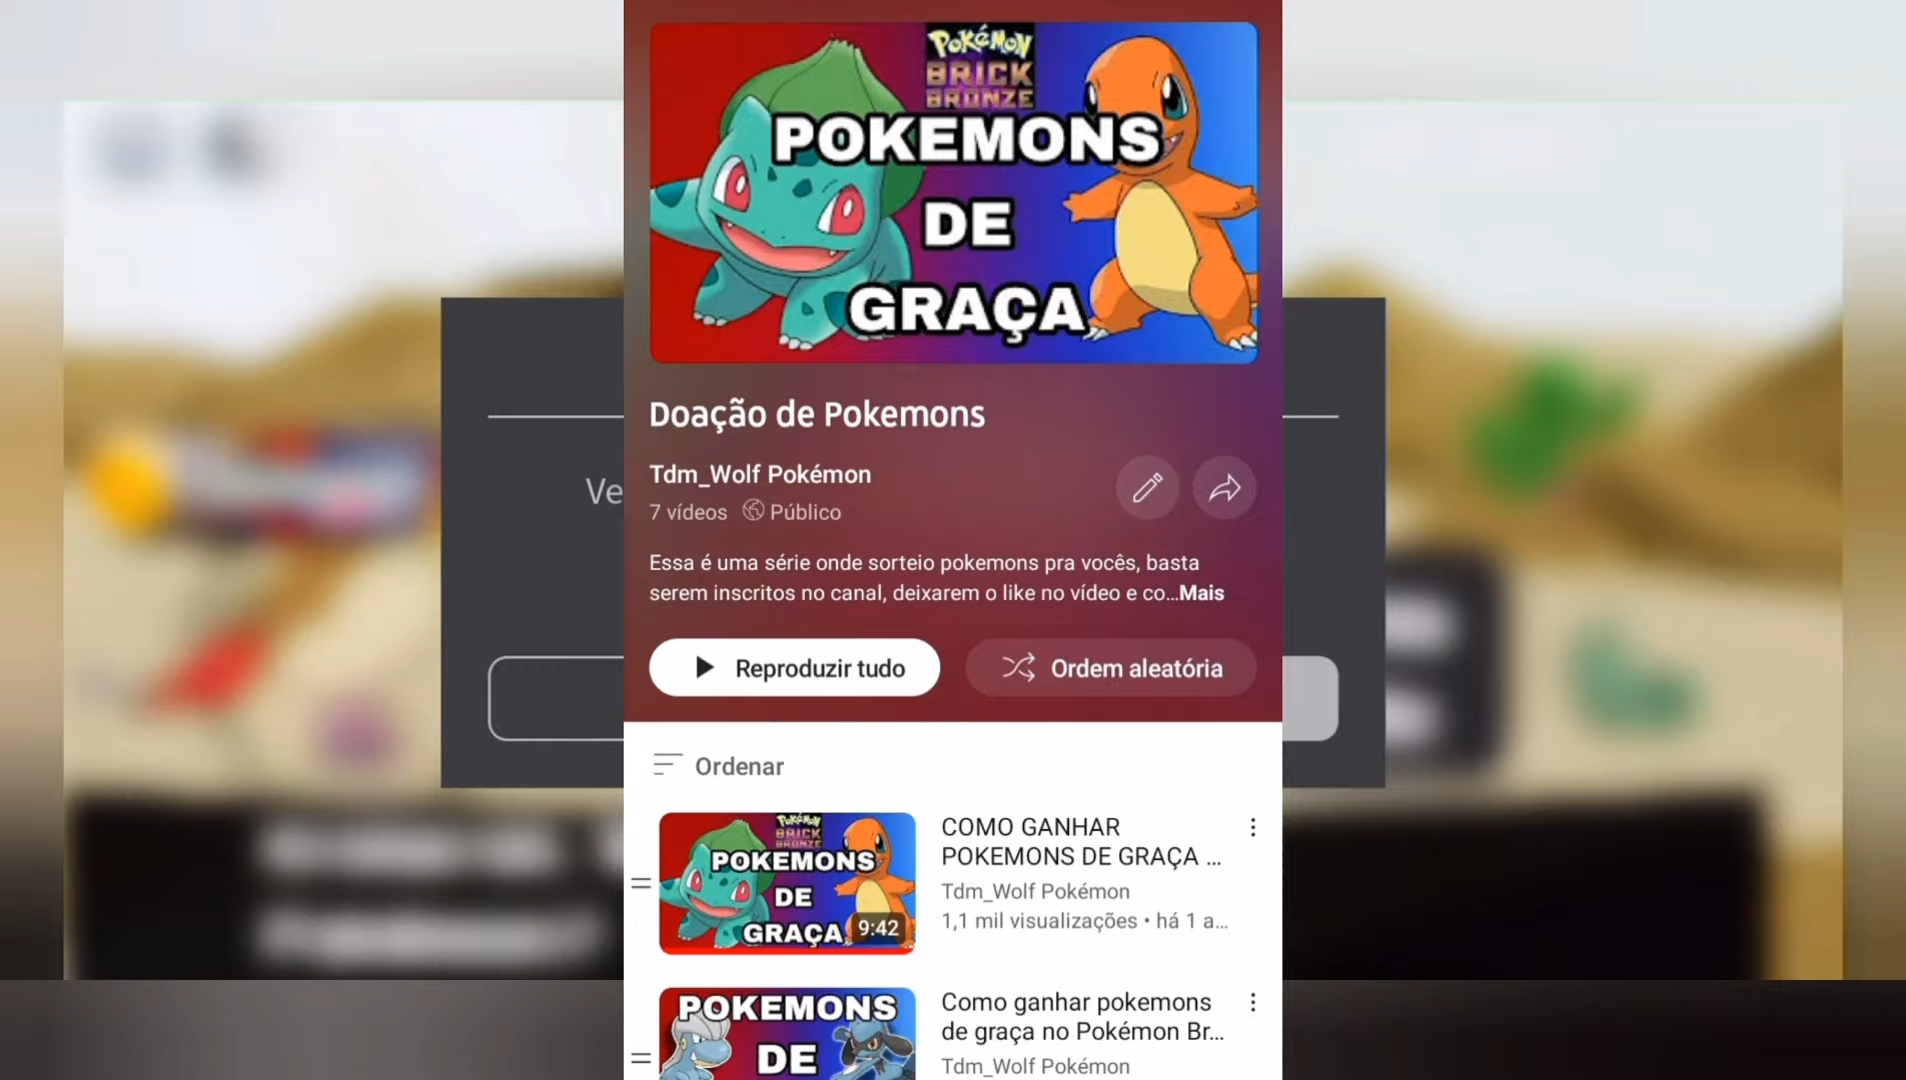 POKÉMON
BRICK
BRONZE
POKEMONS
DE
GRAÇA
Doação de Pokemons
Tdm_Wolf Pokémon
7 vídeos Público
Essa é uma série onde sorteio pokemons pra vocês, basta
serem inscritos no canal, deixarem o like no vídeo e co...Mais
Ve
Reproduzir tudo
Ordem aleatória
Ordenar
POKÉMON
BRICK
BRONZE
POKEMONS
DE
GRAÇA
9:42
COMO GANHAR
POKEMONS DE GRAÇA ...
Tdm_Wolf Pokémon
1,1 mil visualizações • há 1 a...
POKEMONS
DE
Como ganhar pokemons
de graça no Pokémon Br...
Tdm_Wolf Pokémon